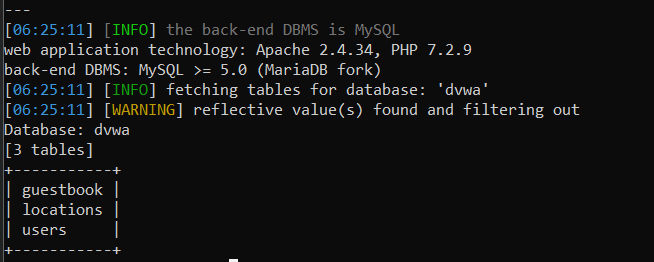 ---
[06:25:11] [INFO] the back-end DBMS is MySQL
web application technology: Apache 2.4.34, PHP 7.2.9
back-end DBMS: MySQL >= 5.0 (MariaDB fork)
[06:25:11] [INFO] fetching tables for database: 'dvwa'
[06:25:11] [WARNING] reflective value(s) found and filtering out
Database: dvwa
[3 tables]
+-----------+
| guestbook |
| locations |
| users     |
+-----------+